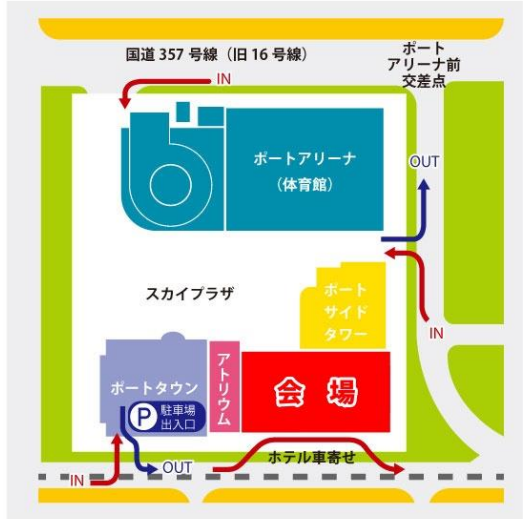 国道 357 号線（旧 16 号線）
ポート
アリーナ前
交差点
IN
ポートアリーナ
（体育館）
OUT
スカイプラザ
ポート
サイド
タワー
IN
ポートタウン
アトリウム
会 場
P 駐車場
出入口
OUT
ホテル車寄せ
IN